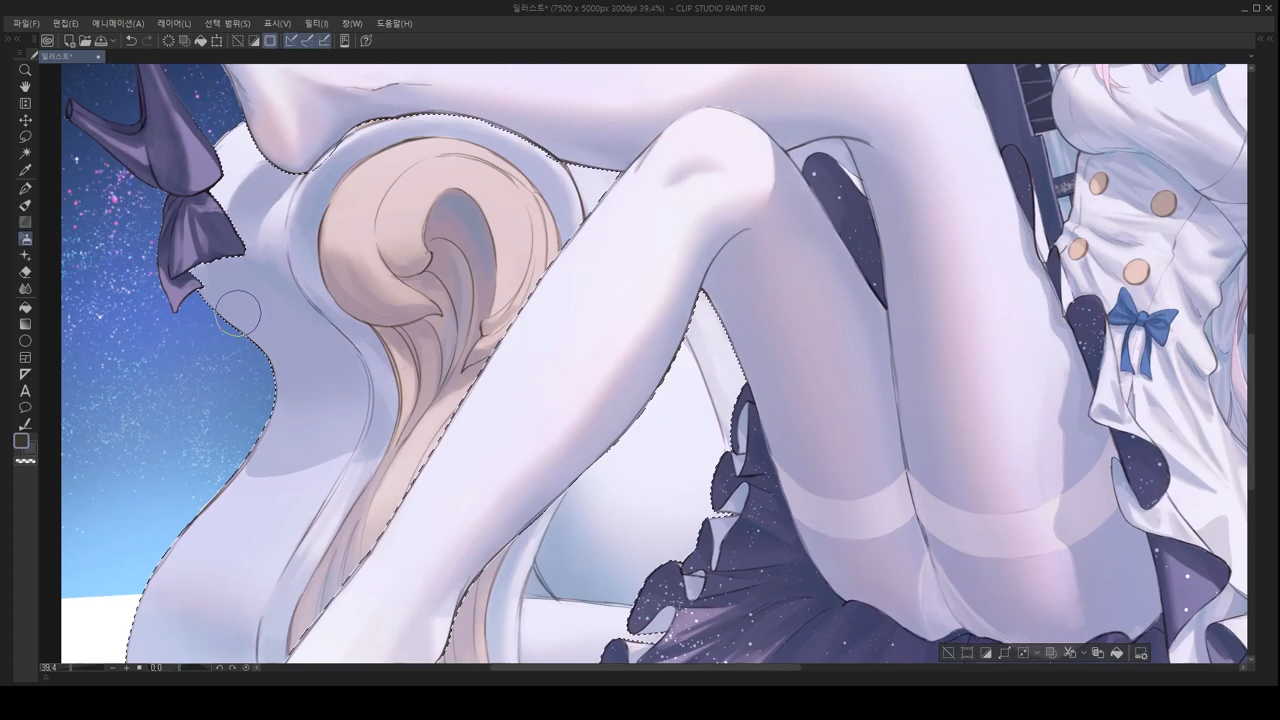 일러스트* (7500 x 5000px 300dpi 39.4%) - CLIP STUDIO PAINT PRO
파일(F) 편집(E) 애니메이션(A) 레이어(L) 선택 범위(S) 표시(V) 필터(I) 창(W) 도움말(H)
일러스트*
39.4 0.0